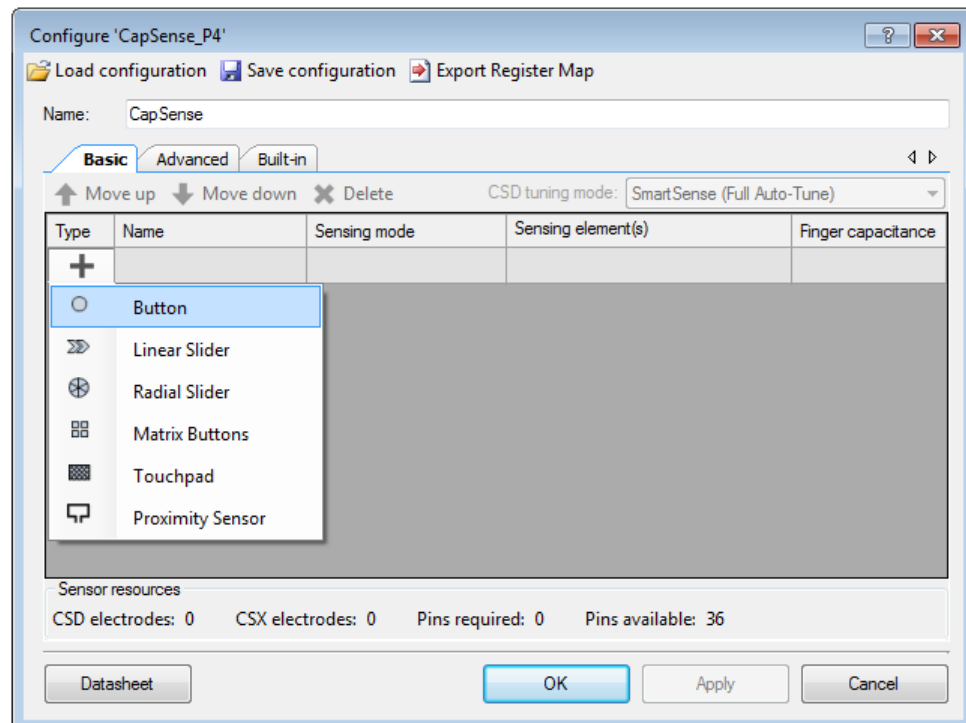 Configure 'CapSense_P4'
Load configuration Save configuration Export Register Map
Name: CapSense
Basic Advanced Built-in
Move up Move down Delete CSD tuning mode: SmartSense (Full Auto-Tune)
Type Name Sensing mode Sensing element(s) Finger capacitance
Button
Linear Slider
Radial Slider
Matrix Buttons
Touchpad
Proximity Sensor
Sensor resources
CSD electrodes: 0 CSX electrodes: 0 Pins required: 0 Pins available: 36
Datasheet OK Apply Cancel